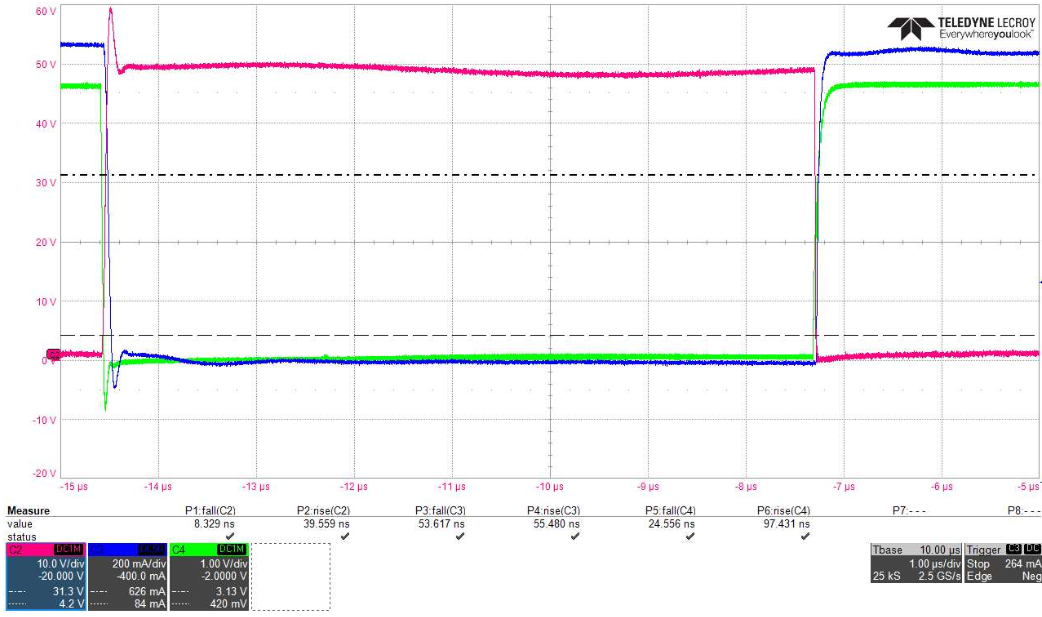 60 V
TELEDYNE LECROY
Everywhereyoulook™
50 V
40 V
30 V
20 V
10 V
0
-10 V
-20 V
-15 µs -14 µs -13 µs -12 µs -11 µs -10 µs -9 µs -8 µs -7 µs -6 µs -5 µs
Measure P1:fall(C2) P2:rise(C2) P3:fall(C3) P4:rise(C3) P5:fall(C4) P6:rise(C4) P7:- - - P8:- - -
value 8.329 ns 39.559 ns 53.617 ns 55.480 ns 24.556 ns 97.431 ns
status
C2 DC1M C4 DC1M
10.0 V/div 200 mA/div 1.00 V/div
-20.000 V -400.0 mA -2.0000 V
31.3 V 626 mA 3.13 V
4.2 V 84 mA 420 mV
Tbase 10.00 µs Trigger C3 DC
1.00 µs/div Stop 264 mA
25 kS 2.5 GS/s Edge Neg